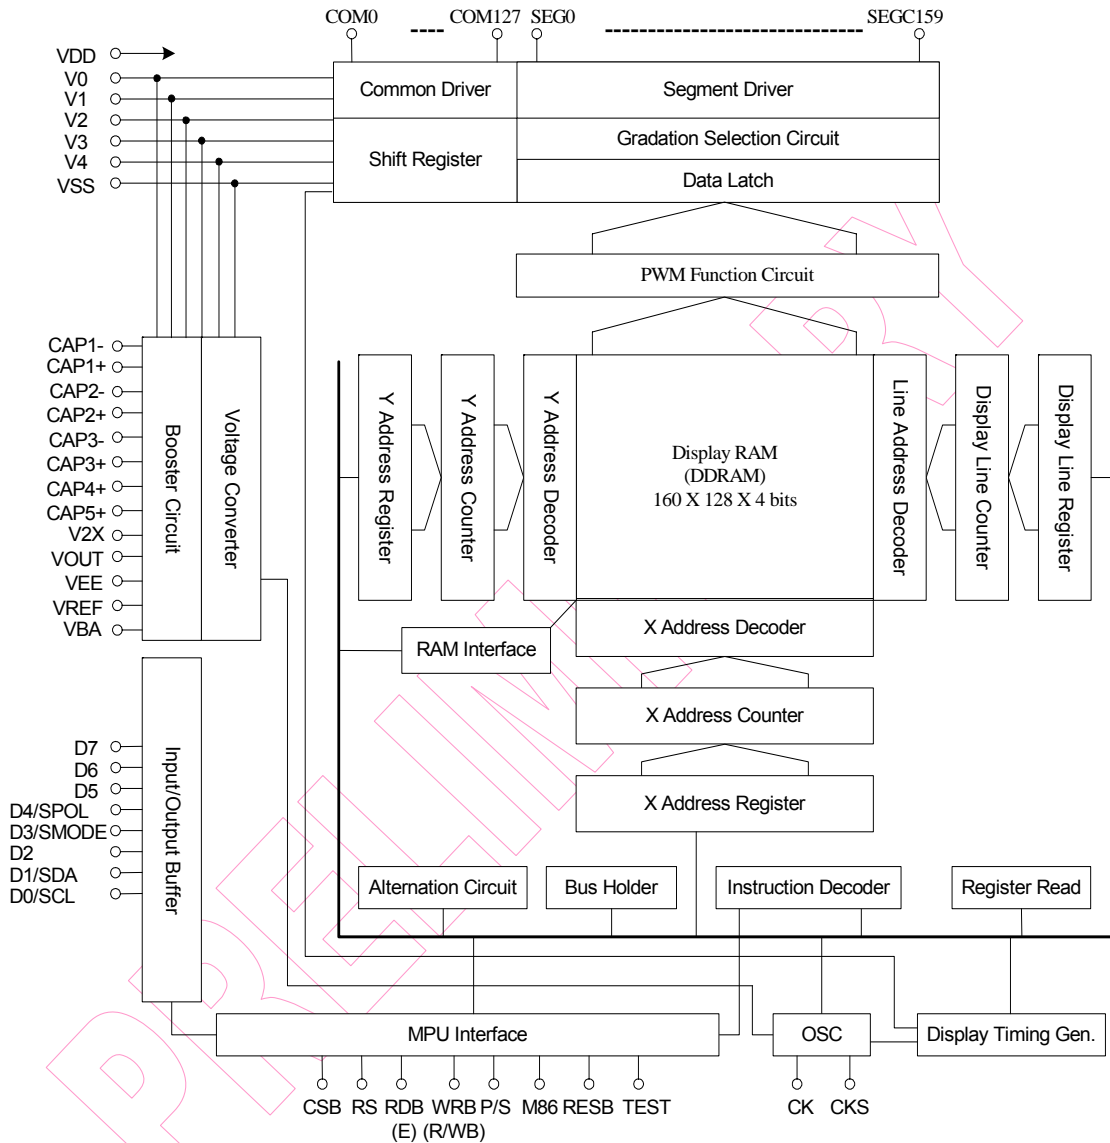 COM0 ---- COM127 SEG0 ---------------------- SEGC159
VDD
V0
V1
V2
V3
V4
VSS
Common Driver
Segment Driver
Shift Register
Gradation Selection Circuit
Data Latch
PWM Function Circuit
CAP1-
CAP1+
CAP2-
CAP2+
CAP3-
CAP3+
CAP4+
CAP5+
V2X
VOUT
VEE
VREF
VBA
Booster Circuit
Voltage Converter
Y Address Register
Y Address Counter
Y Address Decoder
Display RAM
(DDRAM)
160 X 128 X 4 bits
Line Address Decoder
Display Line Counter
Display Line Register
RAM Interface
X Address Decoder
X Address Counter
X Address Register
D7
D6
D5
D4/SPOL
D3/SMODE
D2
D1/SDA
D0/SCL
Input/Output Buffer
Alternation Circuit
Bus Holder
Instruction Decoder
Register Read
MPU Interface
OSC
Display Timing Gen.
CSB RS RDB WRB P/S M86 RESB TEST
(E) (R/WB)
CK CKS
PRELIMINARY